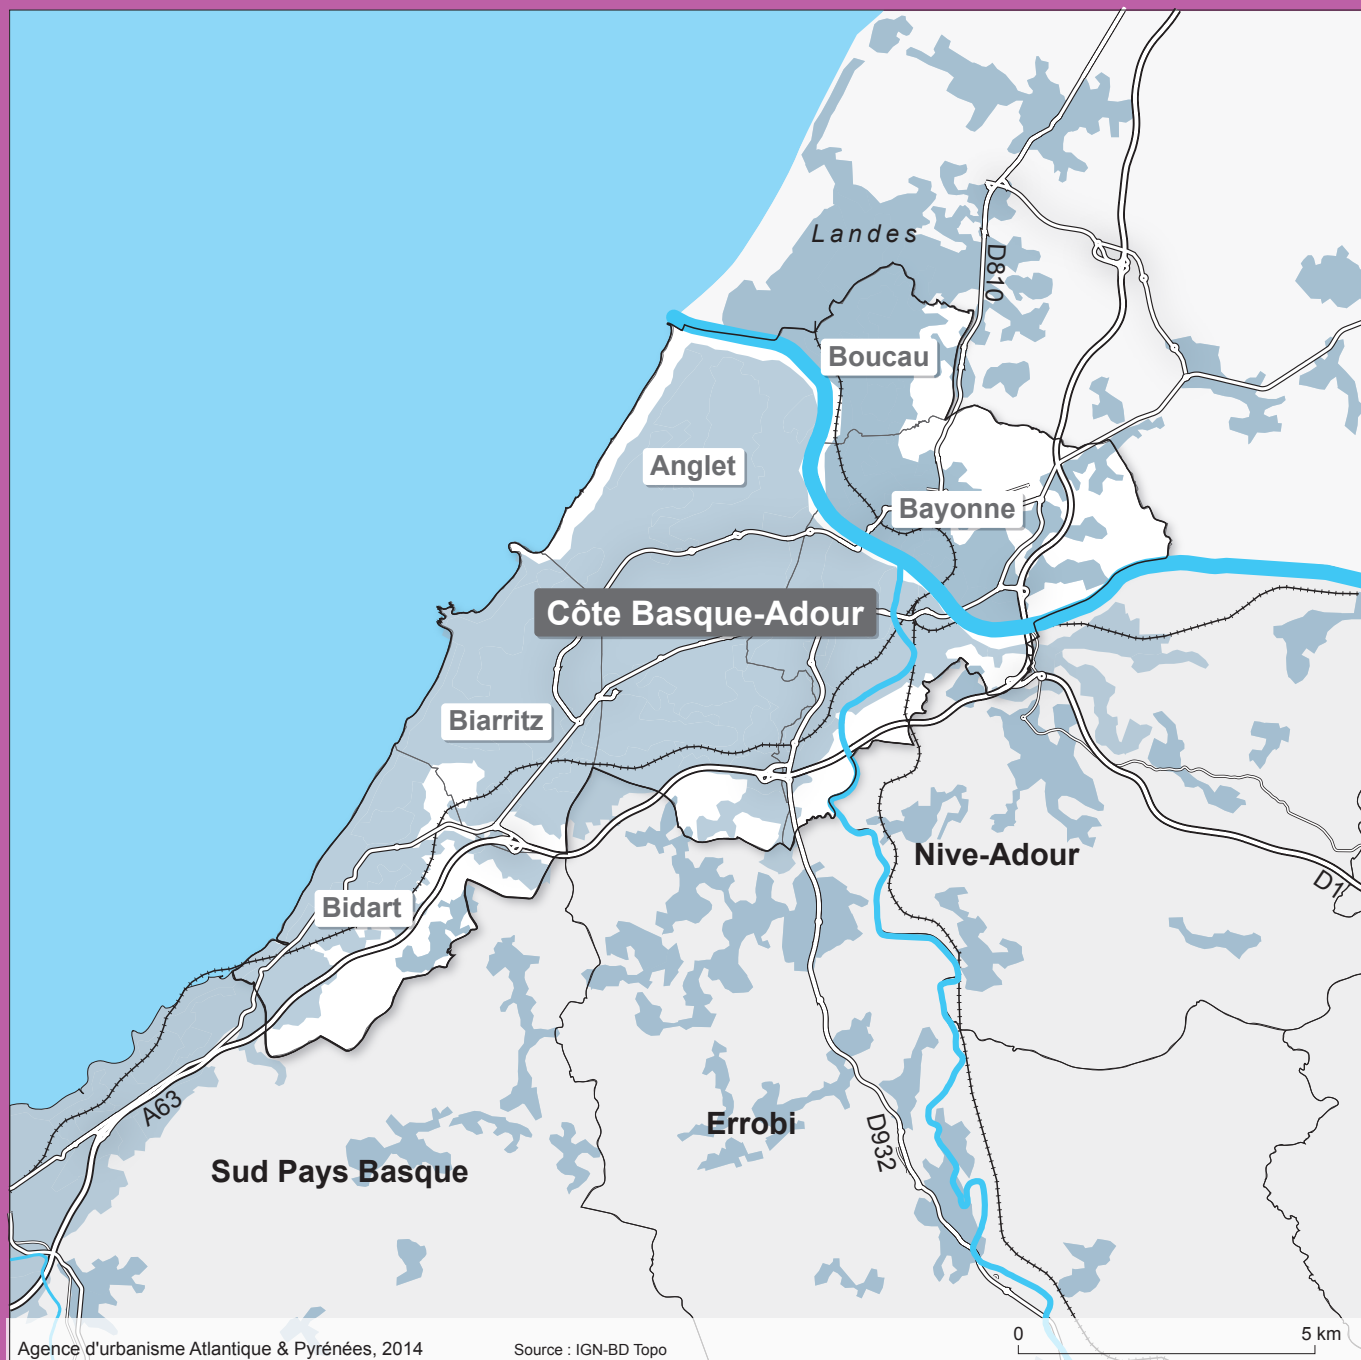 Landes
D810
Boucau
Anglet
Bayonne
Côte Basque-Adour
Biarritz
Nive-Adour
D1
Bidart
A63
Errobi
D932
Sud Pays Basque
0 5 km
Agence d'urbanisme Atlantique & Pyrénées, 2014
Source : IGN-BD Topo